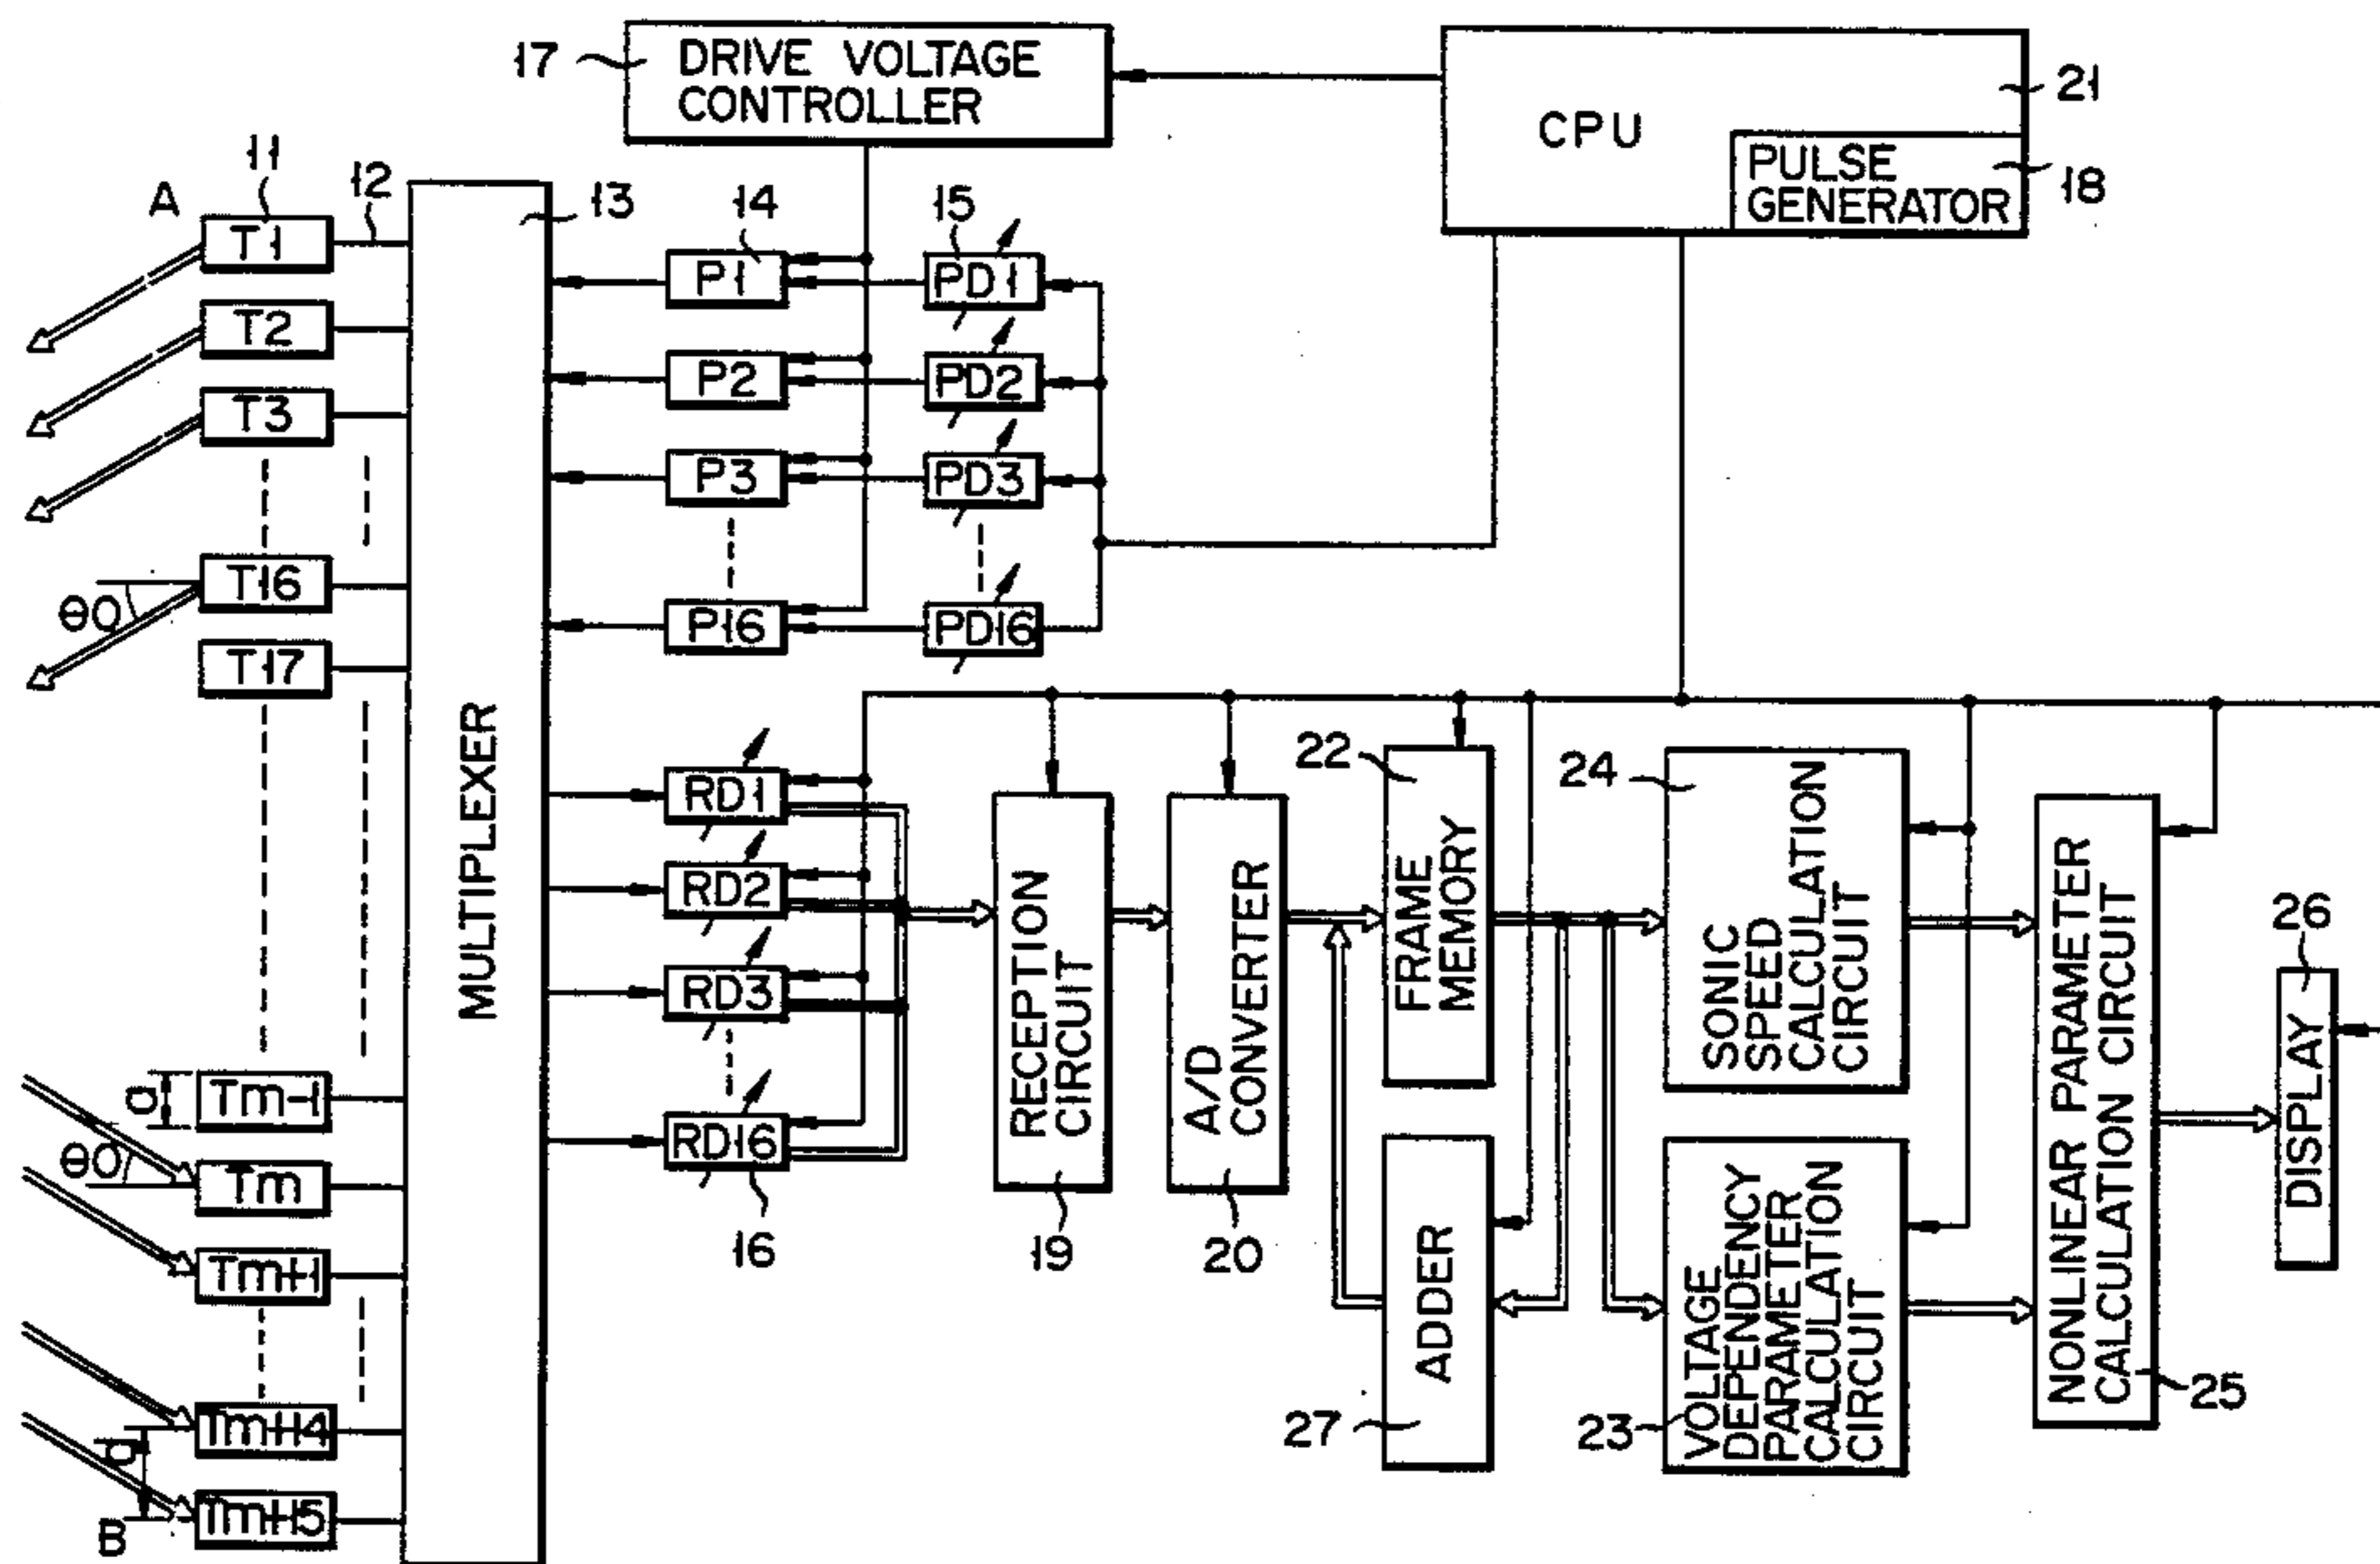 17
DRIVE VOLTAGE
CONTROLLER
CPU
21
PULSE
GENERATOR
18
A
11
12
13
14
15
T1
T2
T3
T16
θ0
T17
MULTIPLEXER
P1
P2
P3
P16
PD1
PD2
PD3
PD16
RD1
RD2
RD3
RD16
16
RECEPTION
CIRCUIT
19
A/D
CONVERTER
20
22
FRAME
MEMORY
ADDER
27
24
SONIC
SPEED
CALCULATION
CIRCUIT
23
VOLTAGE
DEPENDENCY
PARAMETER
CALCULATION
CIRCUIT
NONLINEAR PARAMETER
CALCULATION CIRCUIT
25
26
DISPLAY
a
Tm-1
θ0
Tm
Tm+1
Tm+14
d
B
Tm+15